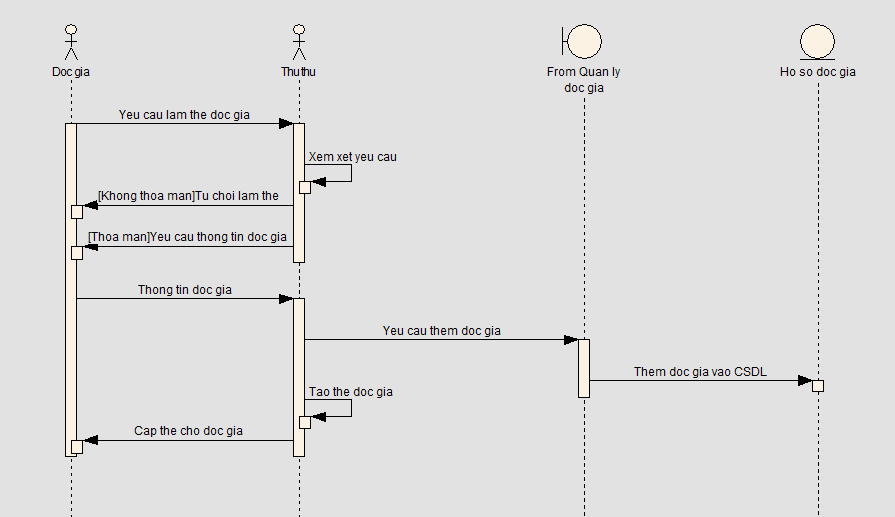 Doc gia
Thu thu
From Quan ly
doc gia
Ho so doc gia
Yeu cau lam the doc gia
Xem xet yeu cau
[Khong thoa man]Tu choi lam the
[Thoa man]Yeu cau thong tin doc gia
Thong tin doc gia
Yeu cau them doc gia
Them doc gia vao CSDL
Tao the doc gia
Cap the cho doc gia